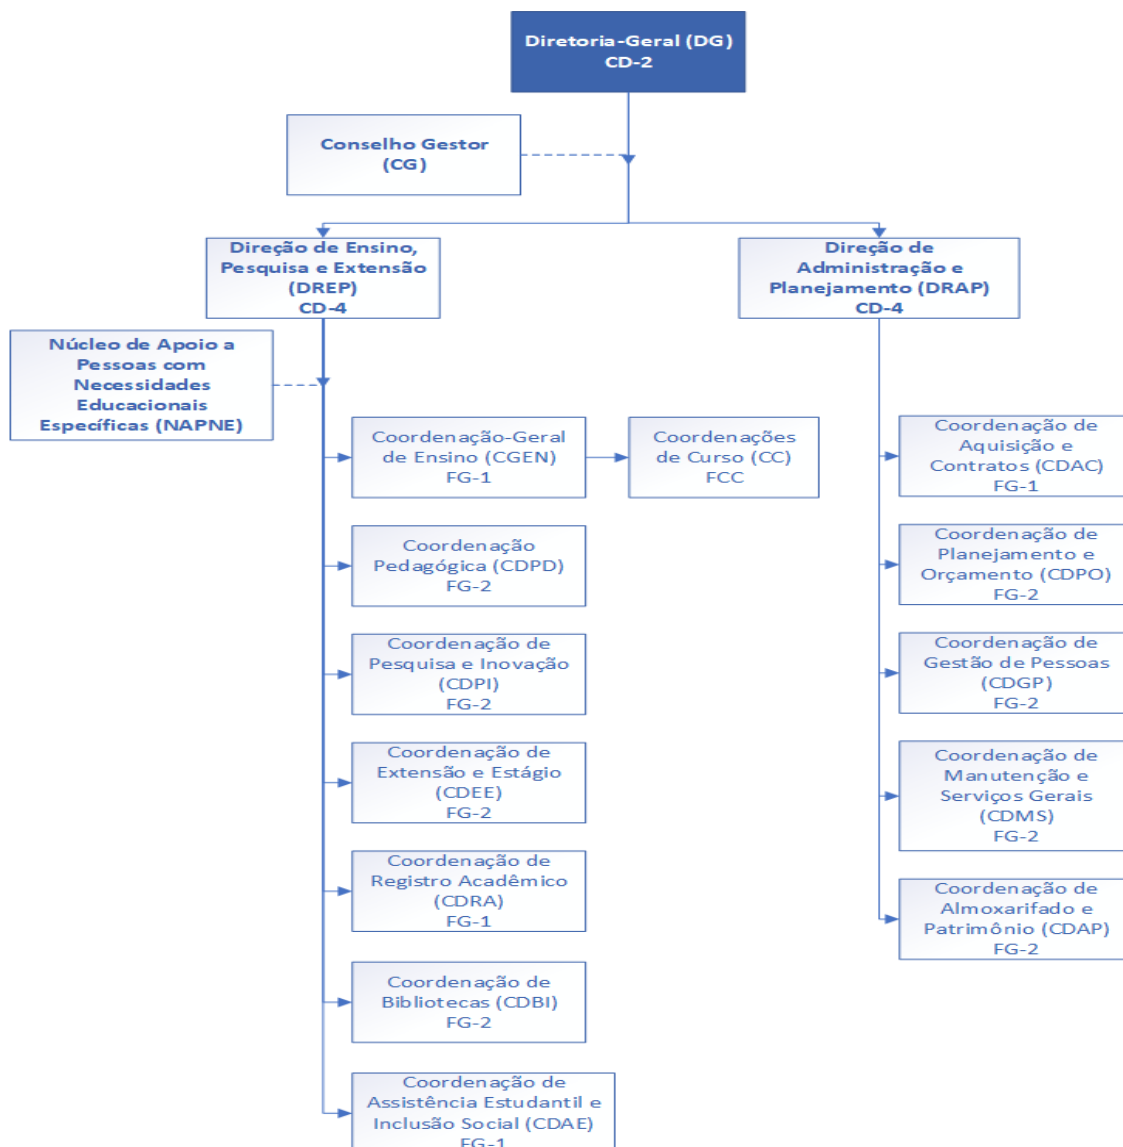 Diretoria-Geral (DG)
CD-2
Conselho Gestor
(CG)
Direção de Ensino,
Pesquisa e Extensão
(DREP)
CD-4
Direção de
Administração e
Planejamento (DRAP)
CD-4
Núcleo de Apoio a
Pessoas com
Necessidades
Educacionais
Específicas (NAPNE)
Coordenação-Geral
de Ensino (CGEN)
FG-1
Coordenações
de Curso (CC)
FCC
Coordenação de
Aquisição e
Contratos (CDAC)
FG-1
Coordenação
Pedagógica (CDPD)
FG-2
Coordenação de
Planejamento e
Orçamento (CDPO)
FG-2
Coordenação de
Pesquisa e Inovação
(CDPI)
FG-2
Coordenação de
Gestão de Pessoas
(CDGP)
FG-2
Coordenação de
Extensão e Estágio
(CDEE)
FG-2
Coordenação de
Manutenção e
Serviços Gerais
(CDMS)
FG-2
Coordenação de
Registro Acadêmico
(CDRA)
FG-1
Coordenação de
Almoxarifado e
Patrimônio (CDAP)
FG-2
Coordenação de
Bibliotecas (CDBI)
FG-2
Coordenação de
Assistência Estudantil e
Inclusão Social (CDAE)
FG-1